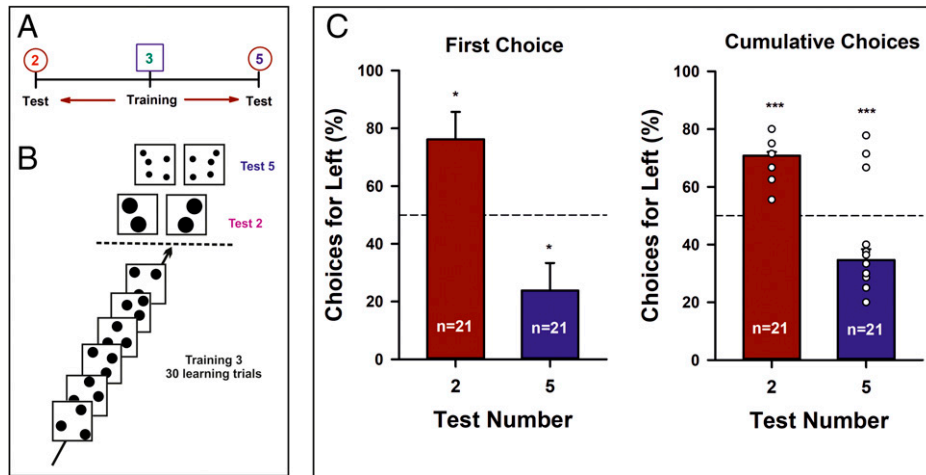 A
2
3
5
Test
Training
Test
B
Test 5
Test 2
Training 3
30 learning trials
C
First Choice
Choices for Left (%)
100
80
60
40
20
0
*
*
n=21
n=21
2
5
Test Number
Cumulative Choices
Choices for Left (%)
100
80
60
40
20
0
***
***
n=21
n=21
2
5
Test Number